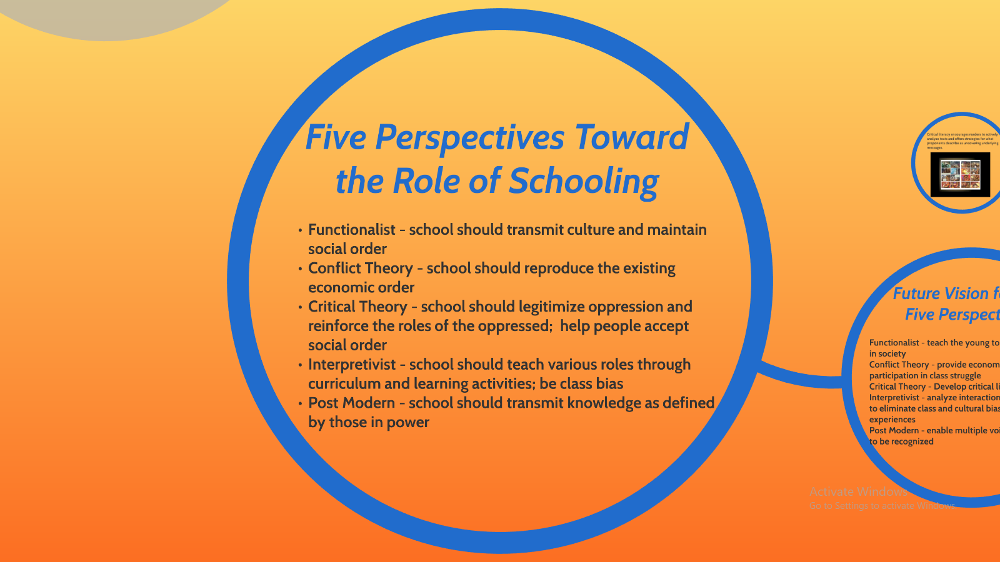 Five Perspectives Toward
the Role of Schooling
• Functionalist - school should transmit culture and maintain
social order
• Conflict Theory - school should reproduce the existing
economic order
• Critical Theory - school should legitimize oppression and
reinforce the roles of the oppressed;  help people accept
social order
• Interpretivist - school should teach various roles through
curriculum and learning activities; be class bias
• Post Modern - school should transmit knowledge as defined
by those in power
Critical literacy encourages readers to actively
analyze texts and offers strategies for what
proponents describe as uncovering underlying
messages
Future Vision f
Five Perspect
Functionalist - teach the young to
in society
Conflict Theory - provide econom
participation in class struggle
Critical Theory - Develop critical li
Interpretivist - analyze interaction
to eliminate class and cultural bias
experiences
Post Modern - enable multiple voi
to be recognized
Activate Windows
Go to Settings to activate Windows.